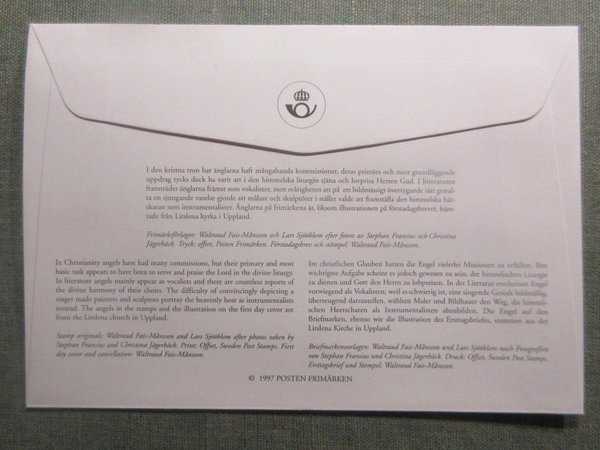 I den kristna tron har änglarna haft mångahanda kommissioner, deras primära och mest grundläggande
uppdrag tycks dock ha varit att i den himmelska liturgin tjäna och lovprisa Herren Gud. I litteraturen
framträder änglarna främst som vokalister, men svårigheten att på ett bildmässigt övertygande sätt gestal-
ta en sjungande varelse gjorde att målare och skulptörer i stället valde att framställa den himmelska här-
skaran som instrumentalister. Änglarna på frimärkena är, liksom illustrationen på förstadagsbrevet, häm-
tade från Litslena kyrka i Uppland.
Frimärksförlagor: Waltraud Fais-Månsson och Lars Sjööblom efter foton av Stephan Fransius och Christina
Jägerbäck. Tryck: offset, Posten Frimärken. Förstadagsbrev och stämpel: Waltraud Fais-Månsson.
In Christianity angels have had many commissions, but their primary and most
basic task appears to have been to serve and praise the Lord in the divine liturgy.
In literature angels mainly appear as vocalists and there are countless reports of
the divine harmony of their choirs. The difficulty of convincingly depicting a
singer made painters and sculptors portray the heavenly host as instrumentalists
instead. The angels in the stamps and the illustration on the first day cover are
from the Litslena church in Uppland.
Stamp originals: Waltraud Fais-Månsson and Lars Sjööblom after photos taken by
Stephan Fransius and Christina Jägerbäck. Print: Offset, Sweden Post Stamps. First
day cover and cancellation: Waltraud Fais-Månsson.
Im christlichen Glauben hatten die Engel vielerlei Missionen zu erfüllen. Ihre
wichtigste Aufgabe scheint es jedoch gewesen zu sein, der himmlischen Liturgie
zu dienen und Gott den Herrn zu lobpreisen. In der Literatur erscheinen Engel
vorwiegend als Vokalisten; weil es schwierig ist, eine singende Gestalt bildmäßig,
überzeugend darzustellen, wählten Maler und Bildhauer den Weg, die himmli-
schen Heerscharen als Instrumentalisten abzubilden. Die Engel auf den
Briefmarken, ebenso wie die Illustration des Ersttagsbriefes, stammen aus der
Litslena Kirche in Uppland.
Briefmarkenvorlagen: Waltraud Fais-Månsson und Lars Sjööblom nach Fotografien
von Stephan Fransius und Christina Jägerbäck. Druck: Offset, Sweden Post Stamps.
Ersttagsbrief und Stempel: Waltraud Fais-Månsson.
© 1997 POSTEN FRIMÄRKEN